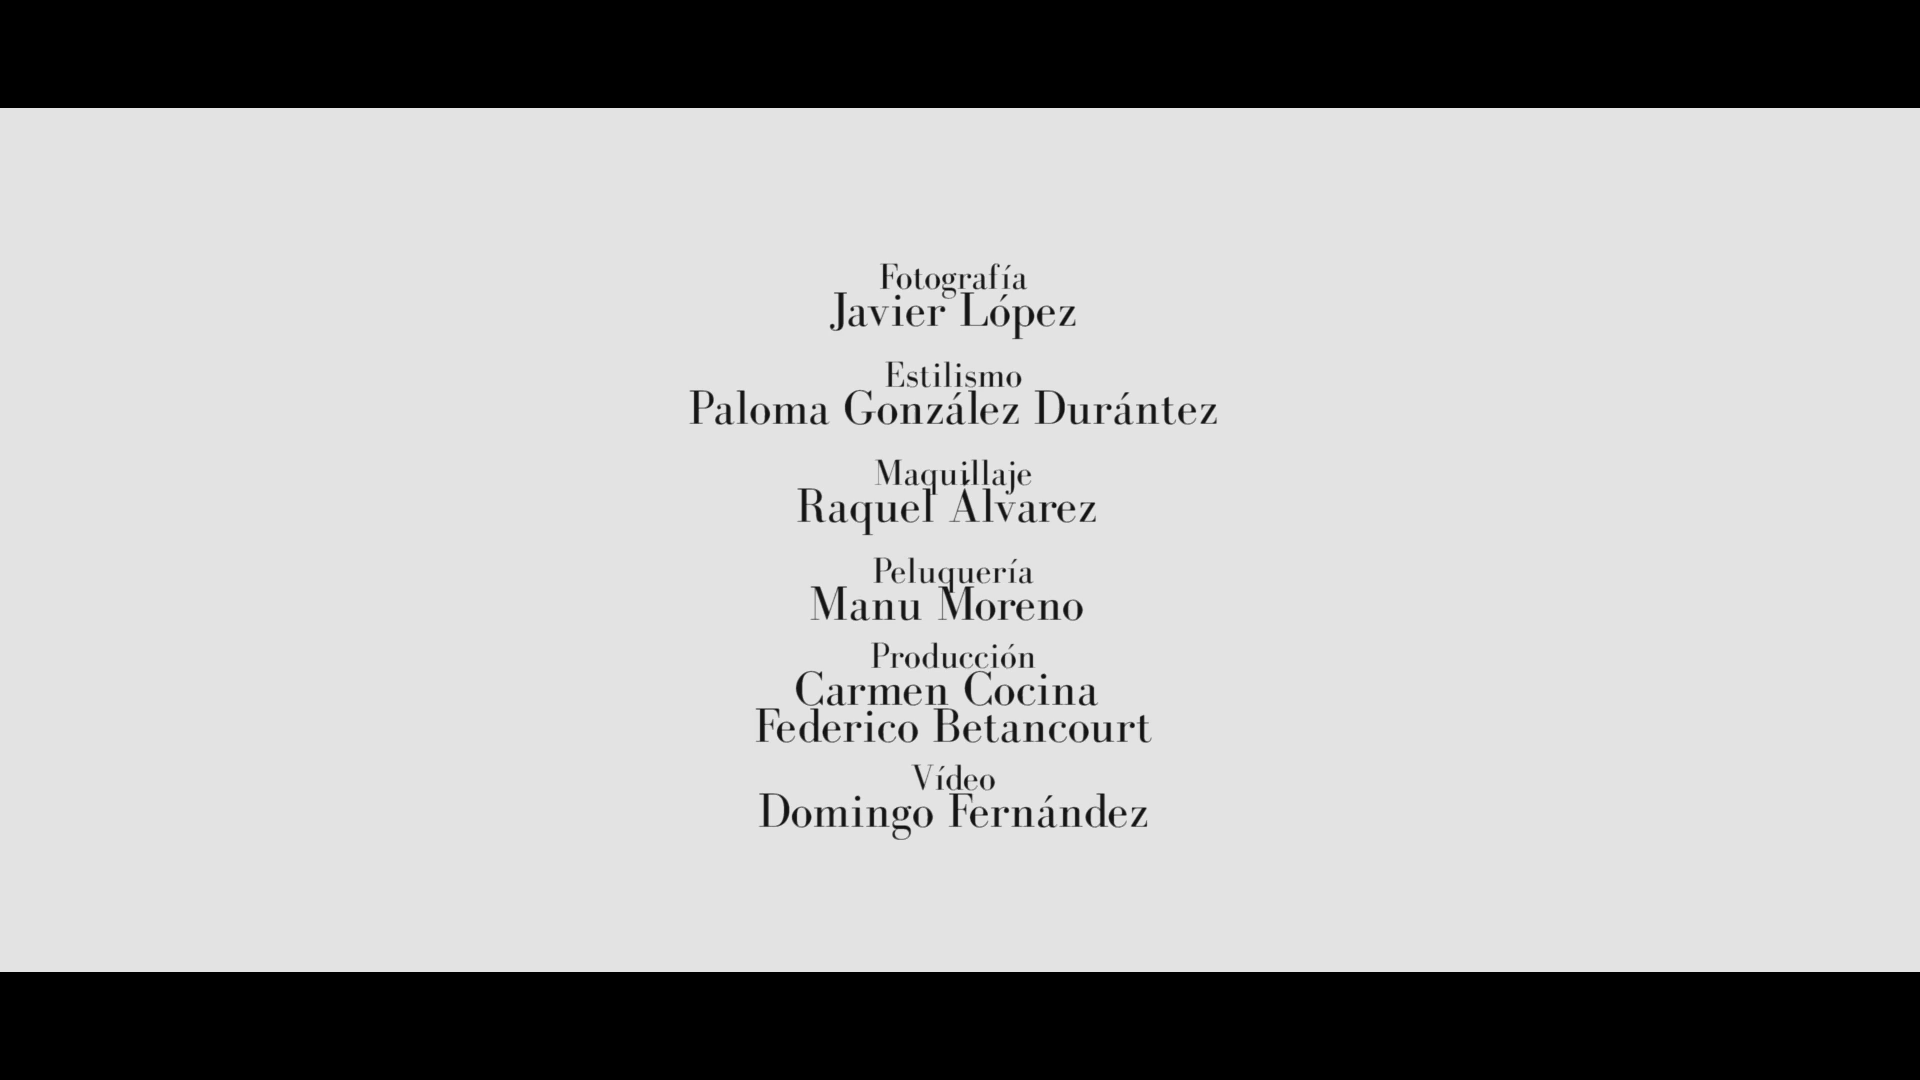 Fotografía
Javier López
Estilismo
Paloma González Durántez
Maquillaje
Raquel Álvarez
Peluquería
Manu Moreno
Producción
Carmen Cocina
Federico Betancourt
Vídeo
Domingo Fernández